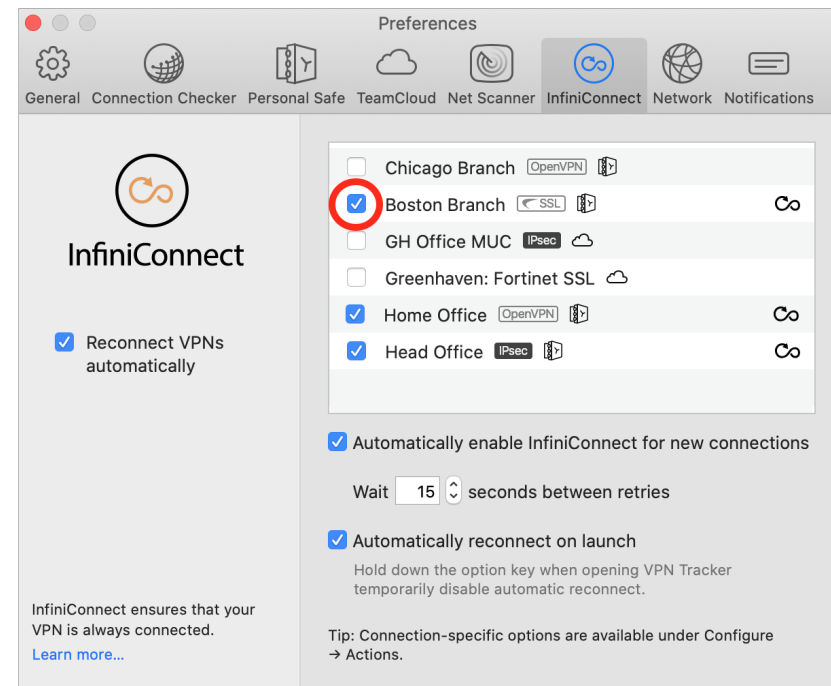 Preferences
General Connection Checker Personal Safe TeamCloud Net Scanner InfiniConnect Network Notifications
InfiniConnect
Reconnect VPNs
automatically
InfiniConnect ensures that your
VPN is always connected.
Learn more...
Chicago Branch OpenVPN
Boston Branch SSL
GH Office MUC IPsec
Greenhaven: Fortinet SSL
Home Office OpenVPN
Head Office IPsec
Automatically enable InfiniConnect for new connections
Wait 15 seconds between retries
Automatically reconnect on launch
Hold down the option key when opening VPN Tracker
temporarily disable automatic reconnect.
Tip: Connection-specific options are available under Configure
→ Actions.